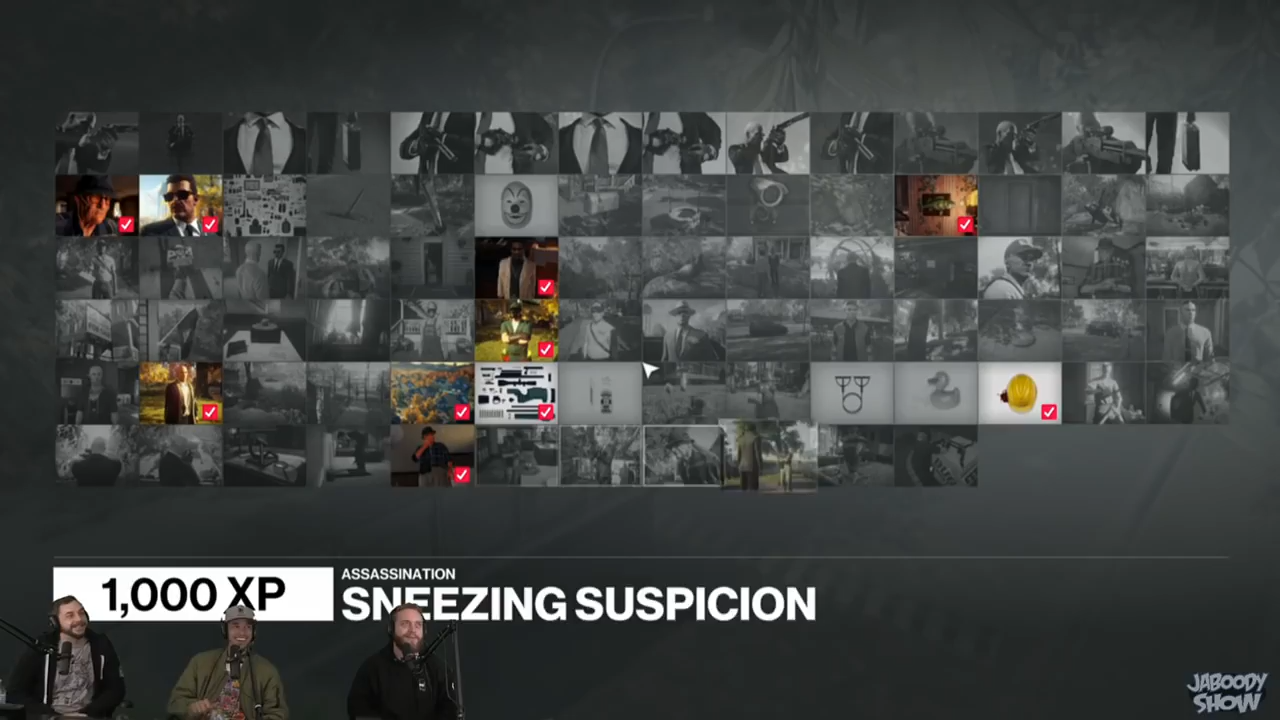 1,000 XP
ASSASSINATION
SNEEZING SUSPICION
JABOODY
SHOW